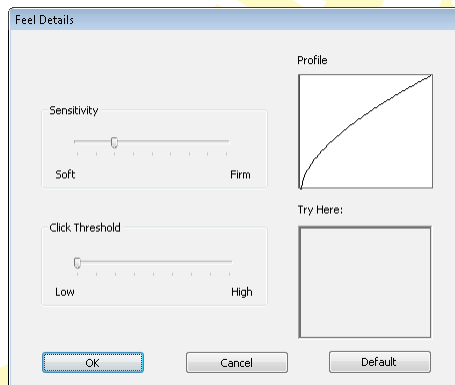 Feel Details
Profile
Sensitivity
Soft Firm
Try Here:
Click Threshold
Low High
OK Cancel Default